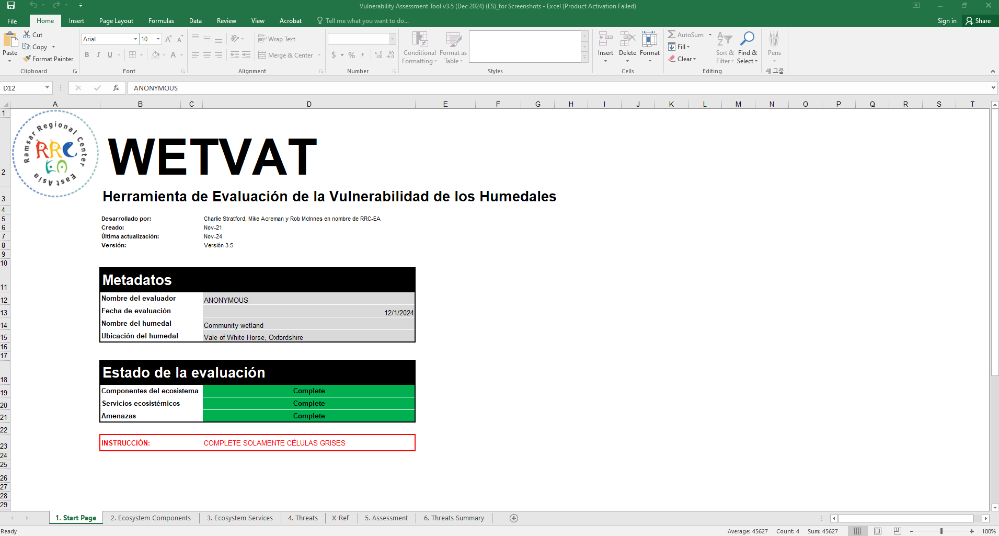 Vulnerability Assessment Tool v3.5 (Dec 2024) (ES)_for Screenshots - Excel (Product Activation Failed)
File Home Insert Page Layout Formulas Data Review View Acrobat Tell me what you want to do... Sign in Share
Paste Cut Copy Format Painter
Arial 10
B I U A
Wrap Text
Merge & Center
$ % ,
Conditional Formatting
Format as Table
Insert Delete Format
AutoSum
Fill
Clear
Sort & Filter
Find & Select
Pens
Clipboard Font Alignment Number Styles Cells Editing 새 그룹
D12 fx ANONYMOUS
A B C D E F G H I J K L M N O P Q R S T
1
2
3
4
5
6
7
8
9
10
11
12
13
14
15
16
17
18
19
20
21
22
23
24
25
26
27
28
29
Ramsar Regional Center
RRC
EA
East Asia
WETVAT
Herramienta de Evaluación de la Vulnerabilidad de los Humedales
Desarrollado por: Charlie Stratford, Mike Acreman y Rob McInnes en nombre de RRC-EA
Creado: Nov-21
Última actualización: Nov-24
Versión: Versión 3.5
Metadatos
Nombre del evaluador ANONYMOUS
Fecha de evaluación 12/1/2024
Nombre del humedal Community wetland
Ubicación del humedal Vale of White Horse, Oxfordshire
Estado de la evaluación
Componentes del ecosistema Complete
Servicios ecosistémicos Complete
Amenazas Complete
INSTRUCCIÓN: COMPLETE SOLAMENTE CÉLULAS GRISES
1. Start Page 2. Ecosystem Components 3. Ecosystem Services 4. Threats X-Ref 5. Assessment 6. Threats Summary
Ready Average: 45627 Count: 4 Sum: 45627 100%